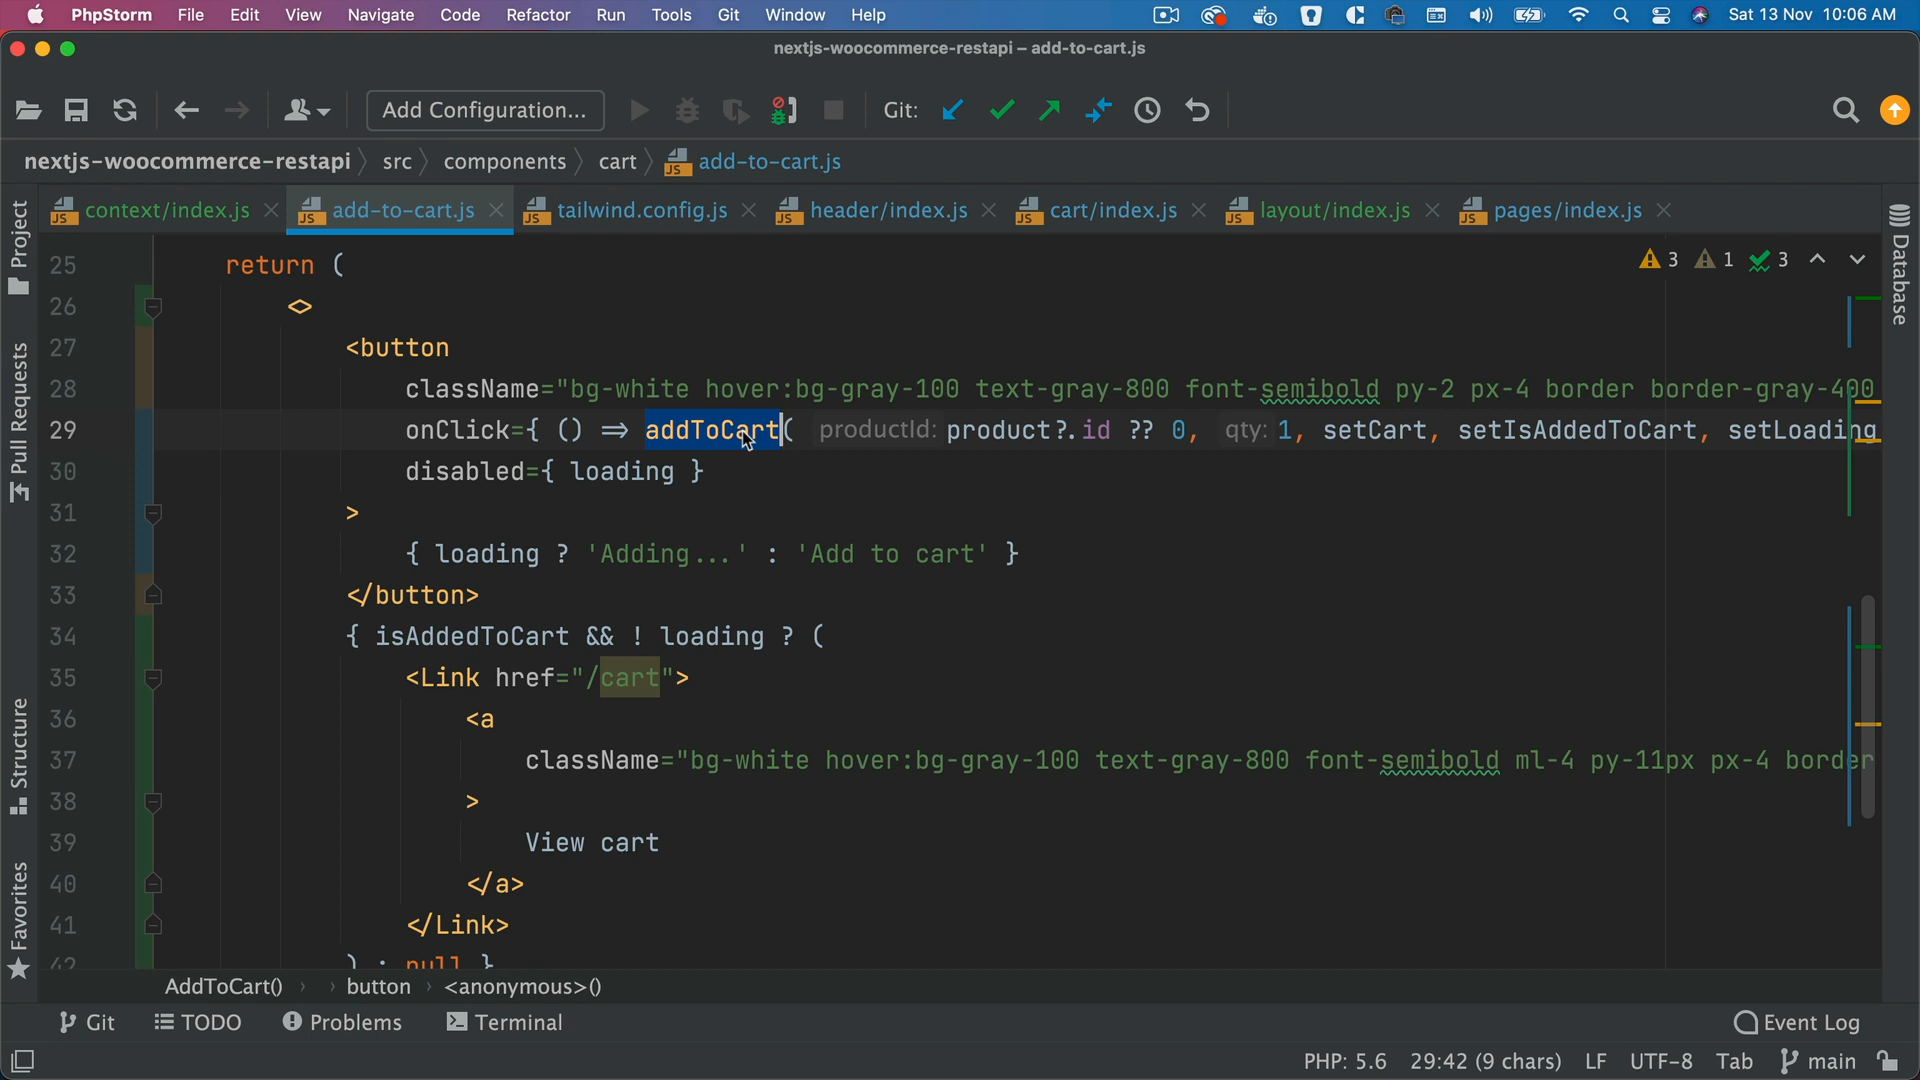 PhpStorm File Edit View Navigate Code Refactor Run Tools Git Window Help Sat 13 Nov 10:06 AM
nextjs-woocommerce-restapi – add-to-cart.js
Add Configuration... Git:
nextjs-woocommerce-restapi src components cart add-to-cart.js
context/index.js add-to-cart.js tailwind.config.js header/index.js cart/index.js layout/index.js pages/index.js
Project
Pull Requests
Structure
Favorites
Database
3 1 3
25 return (
26 <>
27 <button
28 className="bg-white hover:bg-gray-100 text-gray-800 font-semibold py-2 px-4 border border-gray-400
29 onClick={ () => addToCart( productId: product?.id ?? 0, qty: 1, setCart, setIsAddedToCart, setLoading
30 disabled={ loading }
31 >
32 { loading ? 'Adding...' : 'Add to cart' }
33 </button>
34 { isAddedToCart && ! loading ? (
35 <Link href="/cart">
36 <a
37 className="bg-white hover:bg-gray-100 text-gray-800 font-semibold ml-4 py-11px px-4 border
38 >
39 View cart
40 </a>
41 </Link>
42 ) : null }
AddToCart() › › button › <anonymous>()
Git TODO Problems Terminal Event Log
PHP: 5.6 29:42 (9 chars) LF UTF-8 Tab main